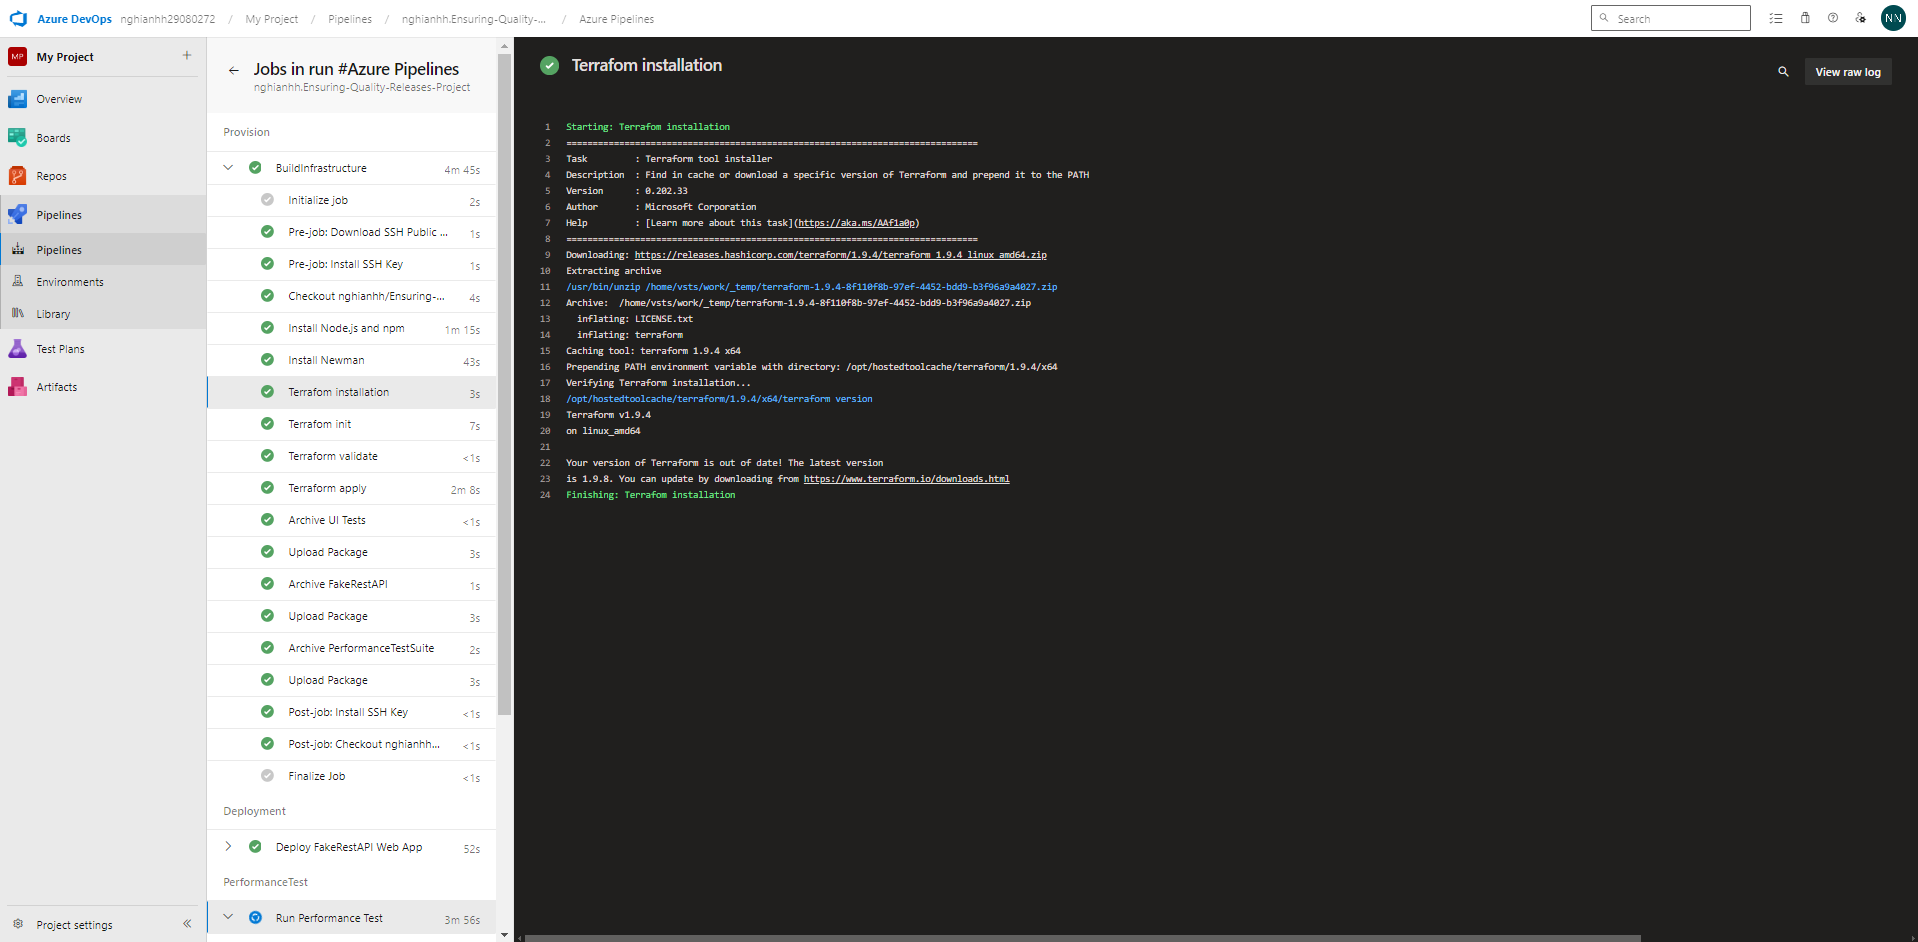 Azure DevOps nghianhh29080272 / My Project / Pipelines / nghianhh.Ensuring-Quality-... / Azure Pipelines
Search
NN
MP My Project
Overview
Boards
Repos
Pipelines
Pipelines
Environments
Library
Test Plans
Artifacts
Project settings
Jobs in run #Azure Pipelines
nghianhh.Ensuring-Quality-Releases-Project
Provision
BuildInfrastructure 4m 45s
Initialize job 2s
Pre-job: Download SSH Public ... 1s
Pre-job: Install SSH Key 1s
Checkout nghianhh/Ensuring-... 4s
Install Node.js and npm 1m 15s
Install Newman 43s
Terrafom installation 3s
Terrafom init 7s
Terraform validate <1s
Terraform apply 2m 8s
Archive UI Tests <1s
Upload Package 3s
Archive FakeRestAPI 1s
Upload Package 3s
Archive PerformanceTestSuite 2s
Upload Package 3s
Post-job: Install SSH Key <1s
Post-job: Checkout nghianhh... <1s
Finalize Job <1s
Deployment
Deploy FakeRestAPI Web App 52s
PerformanceTest
Run Performance Test 3m 56s
Terrafom installation
View raw log
1 Starting: Terrafom installation
2 ==============================================================================
3 Task : Terraform tool installer
4 Description : Find in cache or download a specific version of Terraform and prepend it to the PATH
5 Version : 0.202.33
6 Author : Microsoft Corporation
7 Help : [Learn more about this task](https://aka.ms/AAf1a0p)
8 ==============================================================================
9 Downloading: https://releases.hashicorp.com/terraform/1.9.4/terraform_1.9.4_linux_amd64.zip
10 Extracting archive
11 /usr/bin/unzip /home/vsts/work/_temp/terraform-1.9.4-8f110f8b-97ef-4452-bdd9-b3f96a9a4027.zip
12 Archive: /home/vsts/work/_temp/terraform-1.9.4-8f110f8b-97ef-4452-bdd9-b3f96a9a4027.zip
13 inflating: LICENSE.txt
14 inflating: terraform
15 Caching tool: terraform 1.9.4 x64
16 Prepending PATH environment variable with directory: /opt/hostedtoolcache/terraform/1.9.4/x64
17 Verifying Terraform installation...
18 /opt/hostedtoolcache/terraform/1.9.4/x64/terraform version
19 Terraform v1.9.4
20 on linux_amd64
21
22 Your version of Terraform is out of date! The latest version
23 is 1.9.8. You can update by downloading from https://www.terraform.io/downloads.html
24 Finishing: Terrafom installation